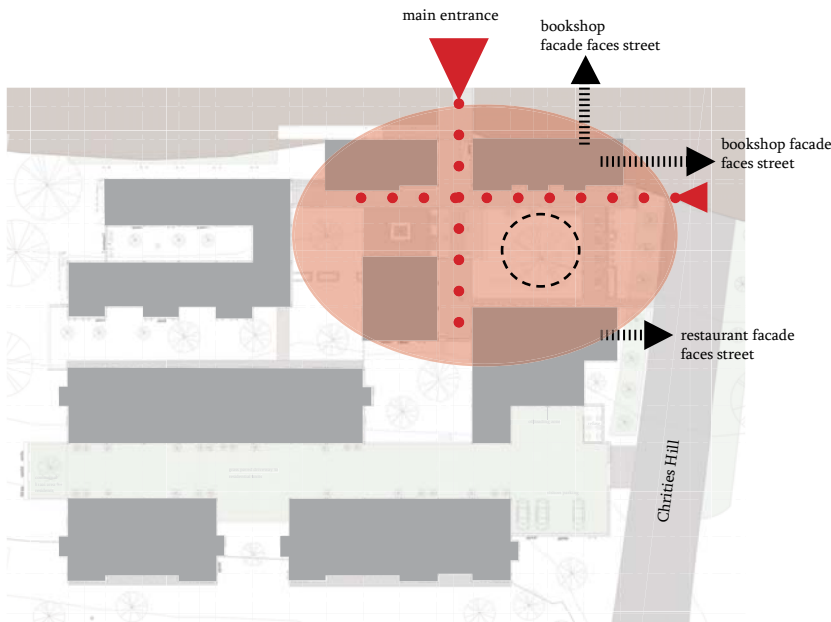 main entrance
bookshop
facade faces street
bookshop facade
faces street
restaurant facade
faces street
Chrities Hill